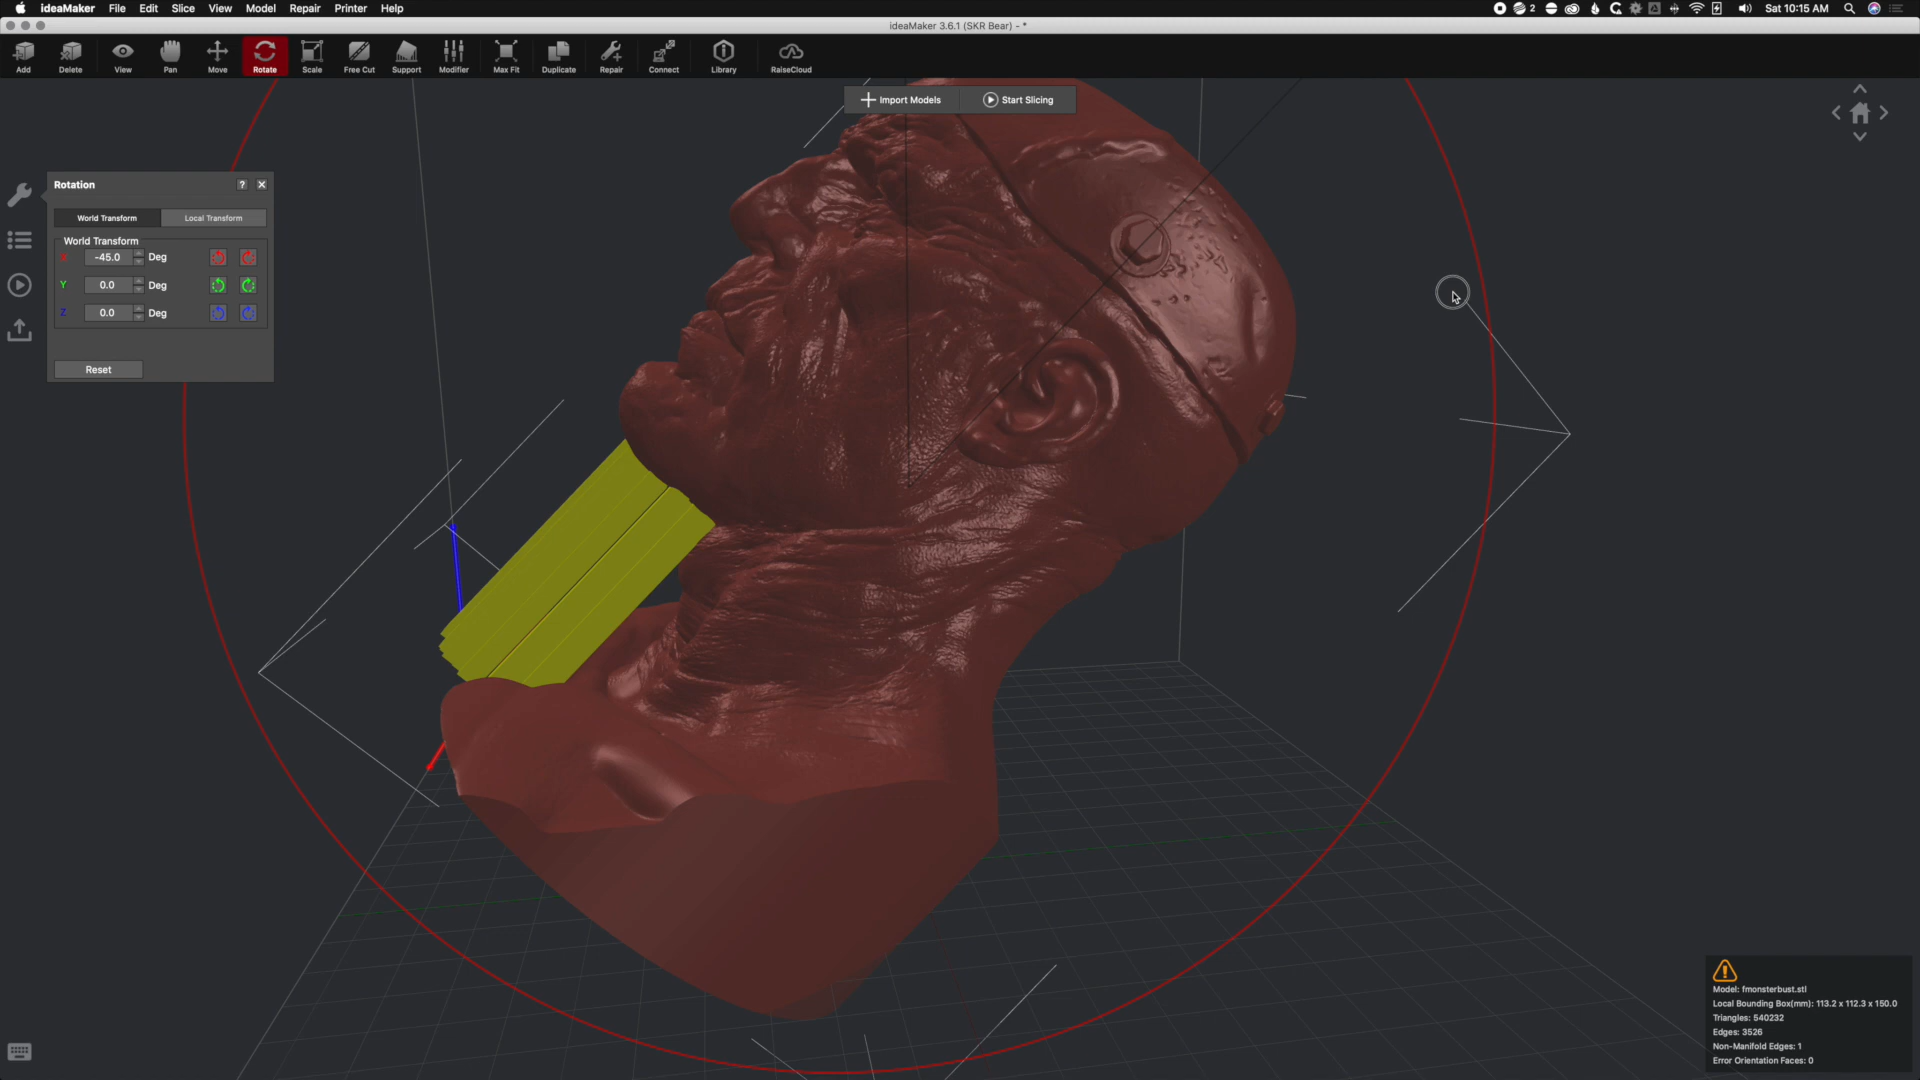 ideaMaker File Edit Slice View Model Repair Printer Help
2 Sat 10:15 AM
ideaMaker 3.6.1 (SKR Bear) - *
Add Delete View Pan Move Rotate Scale Free Cut Support Modifier Max Fit Duplicate Repair Connect Library RaiseCloud
Import Models Start Slicing
Rotation ?
World Transform Local Transform
World Transform
X -45.0 Deg
Y 0.0 Deg
Z 0.0 Deg
Reset
Model: fmonsterbust.stl
Local Bounding Box(mm): 113.2 x 112.3 x 150.0
Triangles: 540232
Edges: 3526
Non-Manifold Edges: 1
Error Orientation Faces: 0